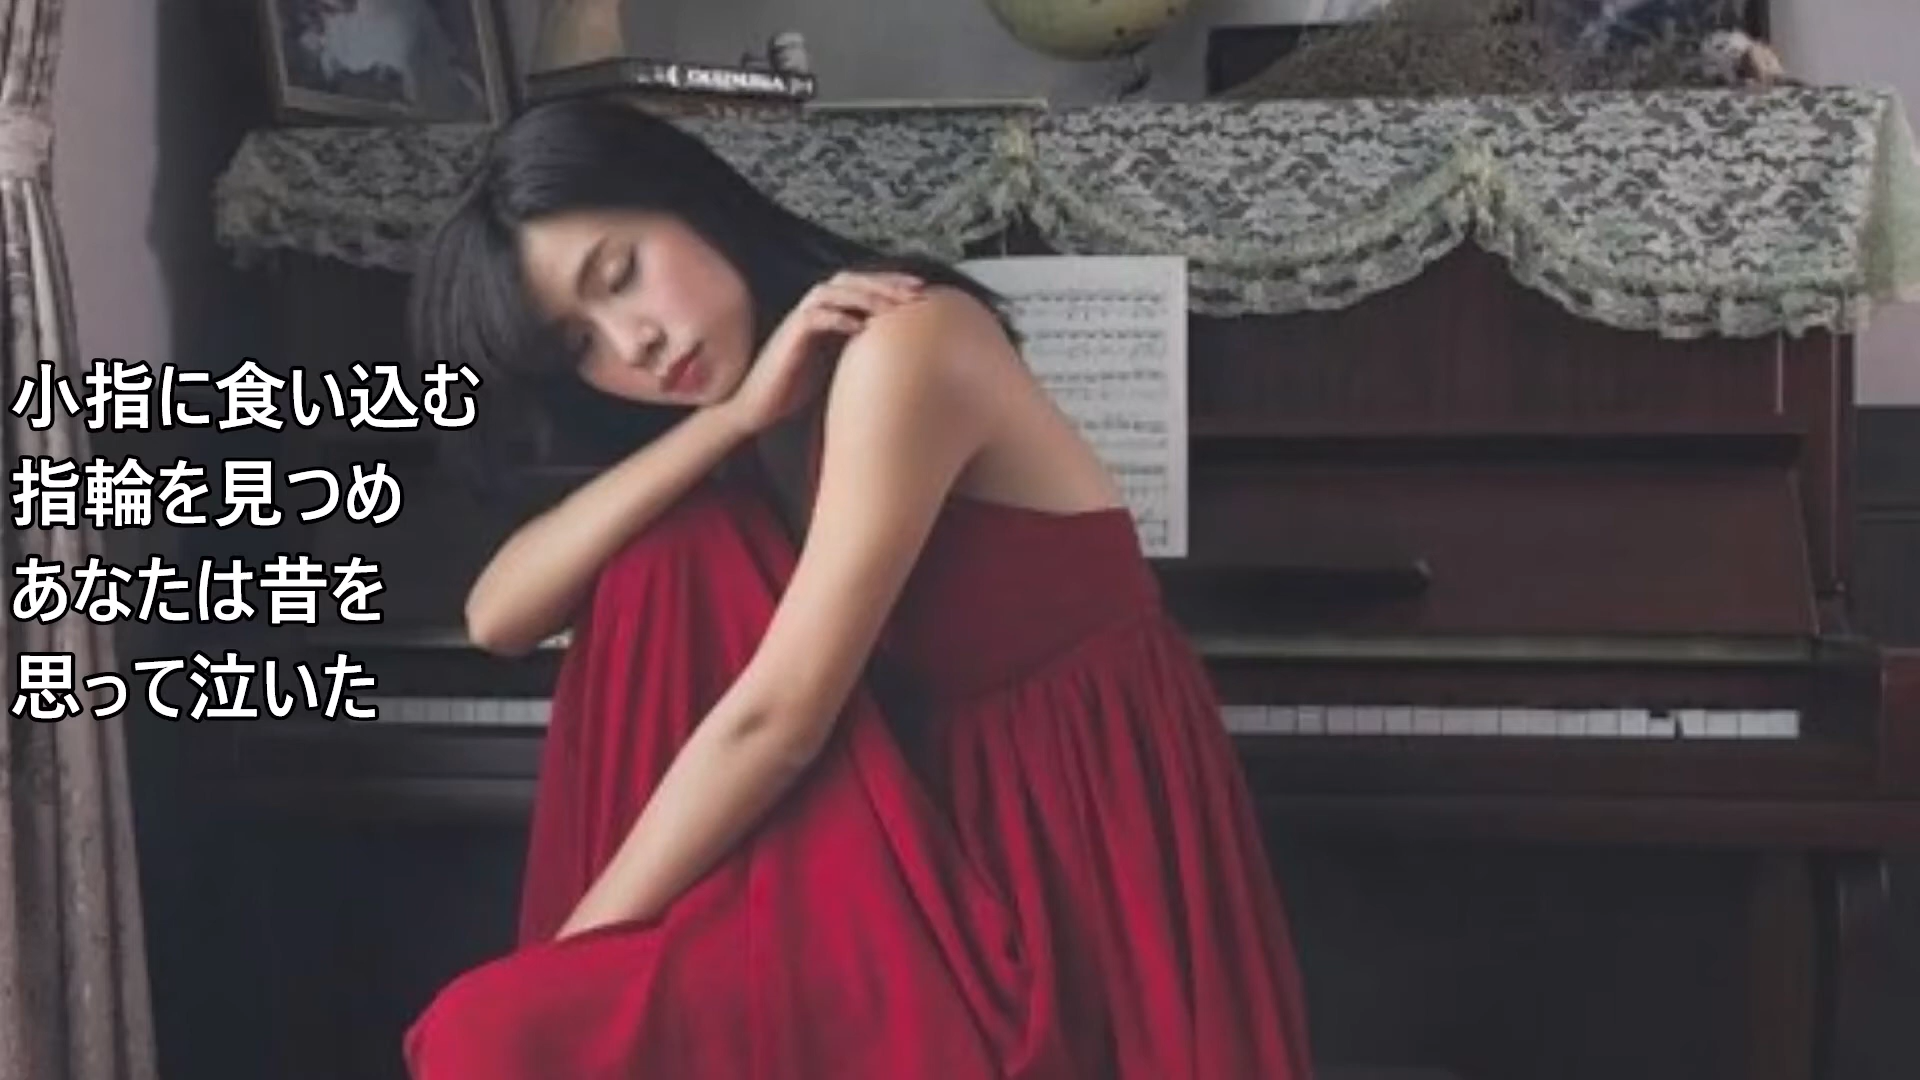 小指に食い込む
指輪を見つめ
あなたは昔を
思って泣いた